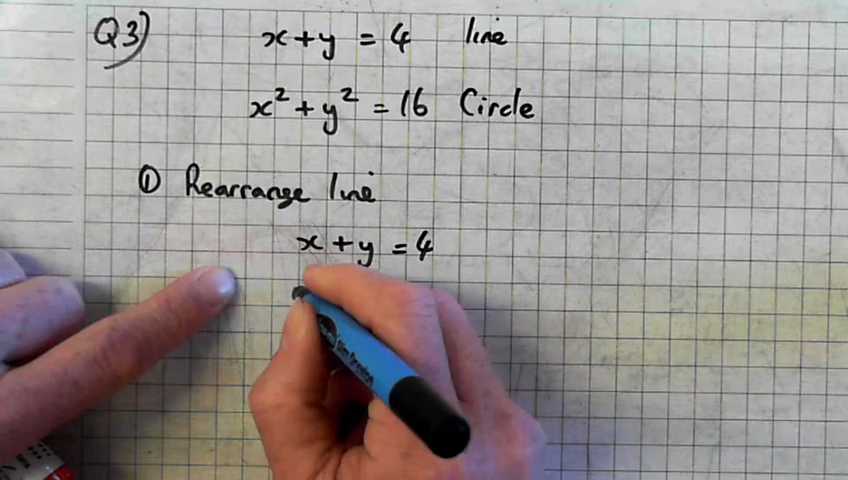 Q3) x+y = 4 line
x² + y² = 16 Circle
① Rearrange line
x + y = 4